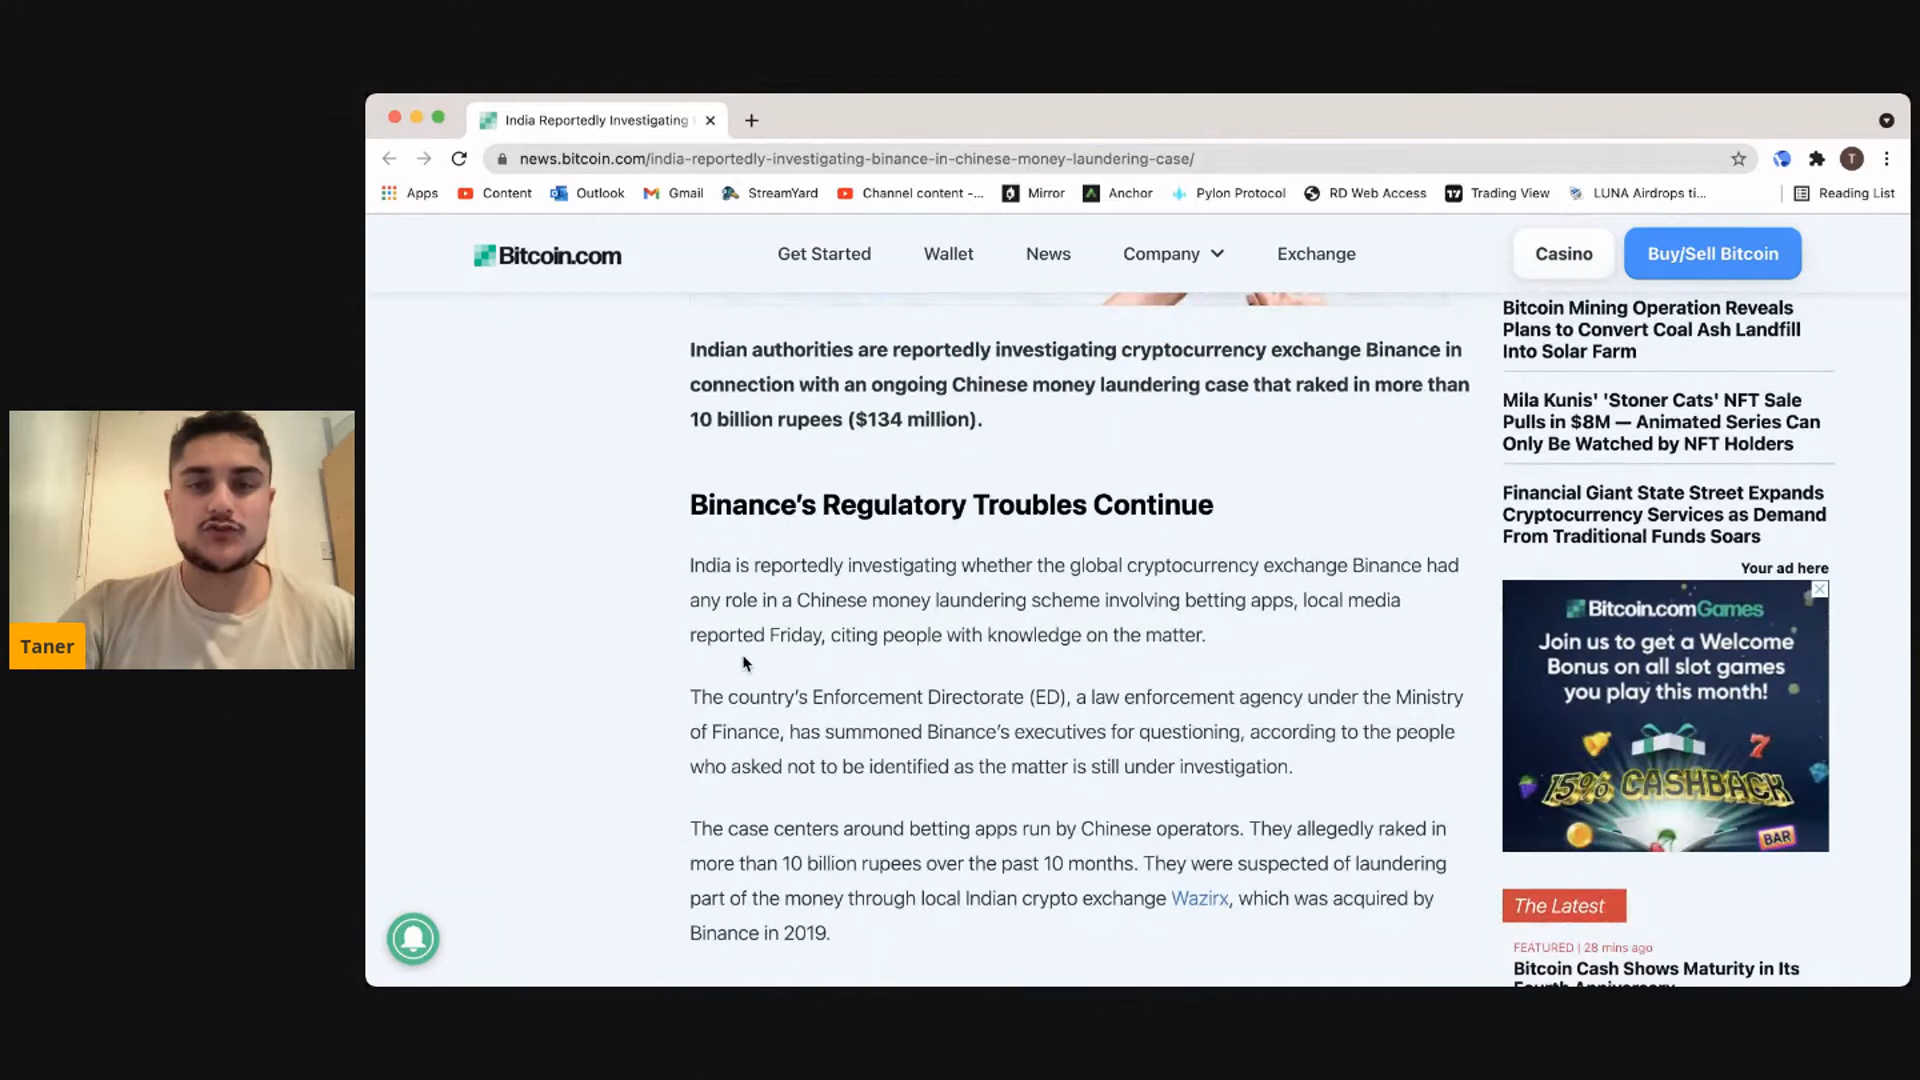 India Reportedly Investigating
news.bitcoin.com/india-reportedly-investigating-binance-in-chinese-money-laundering-case/
T
Apps
Content
Outlook
Gmail
StreamYard
Channel content -...
Mirror
Anchor
Pylon Protocol
RD Web Access
Trading View
LUNA Airdrops ti...
Reading List
Bitcoin.com
Get Started
Wallet
News
Company
Exchange
Casino
Buy/Sell Bitcoin
Indian authorities are reportedly investigating cryptocurrency exchange Binance in
connection with an ongoing Chinese money laundering case that raked in more than
10 billion rupees ($134 million).
Binance's Regulatory Troubles Continue
India is reportedly investigating whether the global cryptocurrency exchange Binance had
any role in a Chinese money laundering scheme involving betting apps, local media
reported Friday, citing people with knowledge on the matter.
The country's Enforcement Directorate (ED), a law enforcement agency under the Ministry
of Finance, has summoned Binance's executives for questioning, according to the people
who asked not to be identified as the matter is still under investigation.
The case centers around betting apps run by Chinese operators. They allegedly raked in
more than 10 billion rupees over the past 10 months. They were suspected of laundering
part of the money through local Indian crypto exchange Wazirx, which was acquired by
Binance in 2019.
Bitcoin Mining Operation Reveals
Plans to Convert Coal Ash Landfill
Into Solar Farm
Mila Kunis' 'Stoner Cats' NFT Sale
Pulls in $8M — Animated Series Can
Only Be Watched by NFT Holders
Financial Giant State Street Expands
Cryptocurrency Services as Demand
From Traditional Funds Soars
Your ad here
Bitcoin.comGames
Join us to get a Welcome
Bonus on all slot games
you play this month!
7
15% CASHBACK
BAR
The Latest
FEATURED | 28 mins ago
Bitcoin Cash Shows Maturity in Its
Fourth Anniversary
Taner